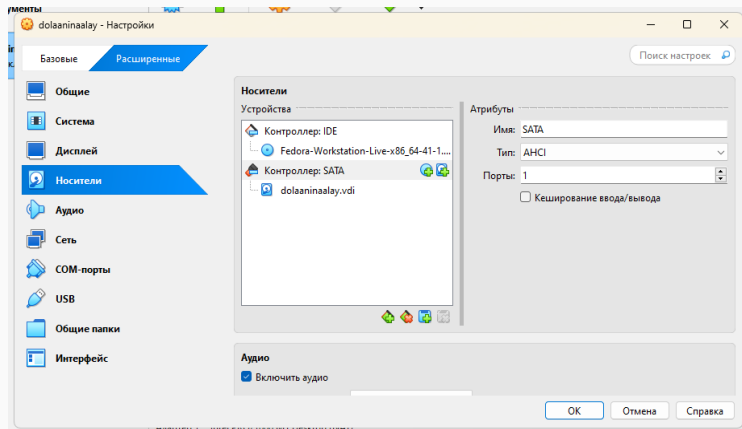 ументы
dolaaninaalay - Настройки
Базовые
Расширенные
Поиск настроек
Общие
Система
Дисплей
Носители
Аудио
Сеть
COM-порты
USB
Общие папки
Интерфейс
Носители
Устройства
Контроллер: IDE
Fedora-Workstation-Live-x86_64-41-1....
Контроллер: SATA
dolaaninaalay.vdi
Атрибуты
Имя: SATA
Тип: AHCI
Порты: 1
Кеширование ввода/вывода
Аудио
Включить аудио
ОК
Отмена
Справка